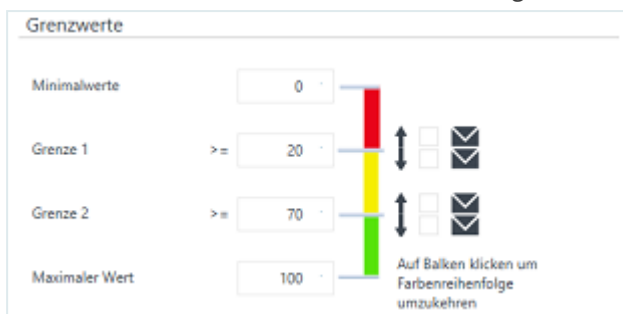 Grenzwerte
Minimalwerte 0
Grenze 1 >= 20
Grenze 2 >= 70
Maximaler Wert 100
Auf Balken klicken um
Farbenreihenfolge
umzukehren